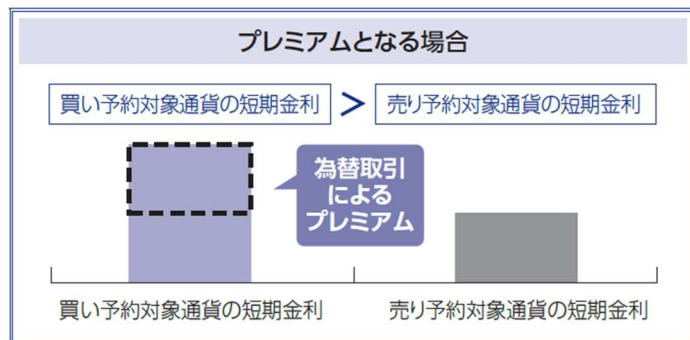 プレミアムとなる場合
買い予約対象通貨の短期金利 > 売り予約対象通貨の短期金利
為替取引
による
プレミアム
買い予約対象通貨の短期金利 売り予約対象通貨の短期金利